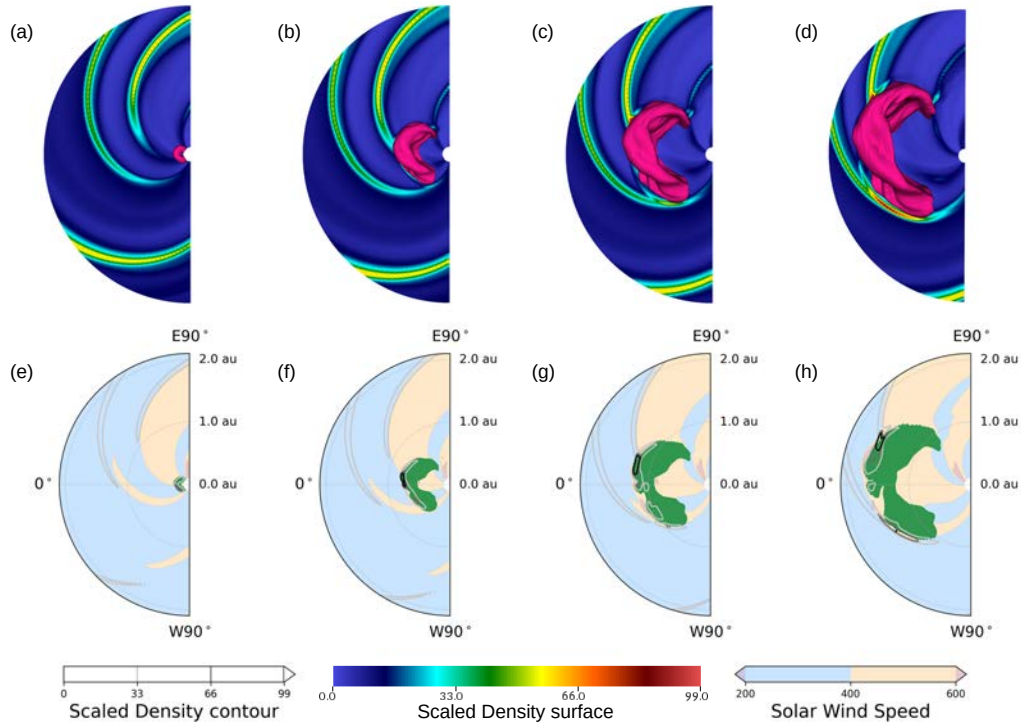 (a) (b) (c) (d)
E90° E90° E90° E90°
(e) (f) (g) (h)
2.0 au 2.0 au 2.0 au 2.0 au
1.0 au 1.0 au 1.0 au 1.0 au
0° 0.0 au 0° 0.0 au 0° 0.0 au 0° 0.0 au
W90° W90° W90° W90°
0 33 66 99
Scaled Density contour
0.0 33.0 66.0 99.0
Scaled Density surface
200 400 600
Solar Wind Speed